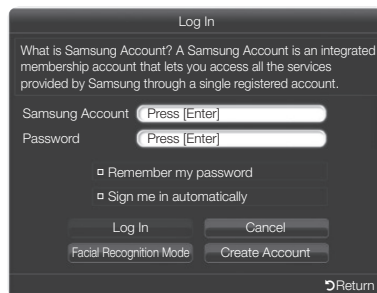 Log In
What is Samsung Account? A Samsung Account is an integrated
membership account that lets you access all the services
provided by Samsung through a single registered account.
Samsung Account Press [Enter]
Password Press [Enter]
Remember my password
Sign me in automatically
Log In Cancel
Facial Recognition Mode Create Account
Return